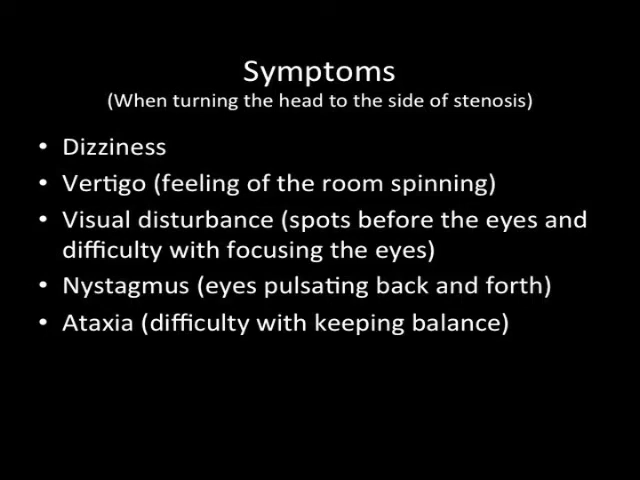 Symptoms
(When turning the head to the side of stenosis)
• Dizziness
• Vertigo (feeling of the room spinning)
• Visual disturbance (spots before the eyes and
difficulty with focusing the eyes)
• Nystagmus (eyes pulsating back and forth)
• Ataxia (difficulty with keeping balance)